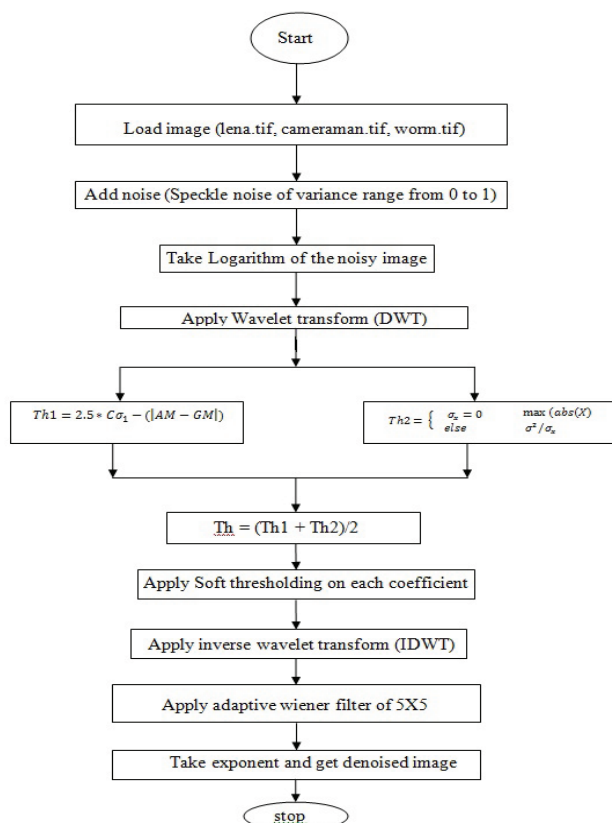 Start
Load image (lena.tif, cameraman.tif, worm.tif)
Add noise (Speckle noise of variance range from 0 to 1)
Take Logarithm of the noisy image
Apply Wavelet transform (DWT)
Th1 = 2.5 * Cσ₁ − (|AM − GM|)
Th2 = { σₓ = 0 max (abs(X)
else σ²/σₓ
Th = (Th1 + Th2)/2
Apply Soft thresholding on each coefficient
Apply inverse wavelet transform (IDWT)
Apply adaptive wiener filter of 5X5
Take exponent and get denoised image
stop